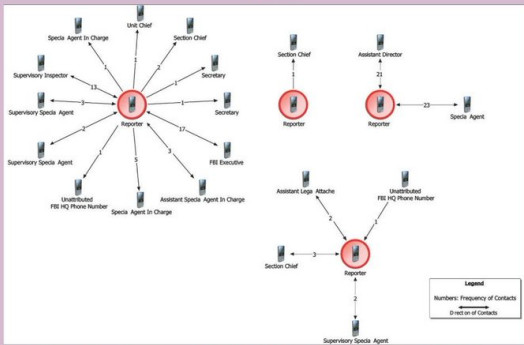 Unit Chief
Specia Agent In Charge
Section Chief
Supervisory Inspector
Secretary
Supervisory Specia Agent
Secretary
Supervisory Specia Agent
FBI Executive
Unattributed
FBI HQ Phone Number
Specia Agent In Charge
Assistant Specia Agent In Charge
Reporter
1
1
2
13
1
3
1
2
17
1
5
3
Section Chief
1
Reporter
Assistant Director
21
Reporter
23
Specia Agent
Assistant Lega Attache
Unattributed
FBI HQ Phone Number
2
1
Section Chief
3
Reporter
2
Supervisory Specia Agent
Legend
Numbers: Frequency of Contacts
D rect on of Contacts